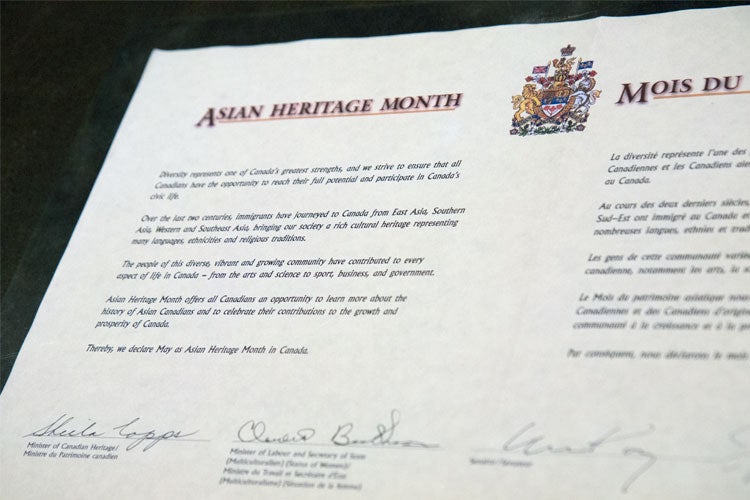 ASIAN HERITAGE MONTH
Diversity represents one of Canada's greatest strengths, and we strive to ensure that all
Canadians have the opportunity to reach their full potential and participate in Canada's
civic life.
Over the last two centuries, immigrants have journeyed to Canada from East Asia, Southern
Asia, Western and Southeast Asia, bringing our society a rich cultural heritage representing
many languages, ethnicities and religious traditions.
The people of this diverse, vibrant and growing community have contributed to every
aspect of life in Canada – from the arts and science to sport, business, and government.
Asian Heritage Month offers all Canadians an opportunity to learn more about the
history of Asian Canadians and to celebrate their contributions to the growth and
prosperity of Canada.
Thereby, we declare May as Asian Heritage Month in Canada.
Sheila Copps
Minister of Canadian Heritage/
Ministre du Patrimoine canadien
Minister of Labour and Secretary of State
(Multiculturalism) (Status of Women)/
Ministre du Travail et Secrétaire d'État
(Multiculturalisme) (Situation de la femme)
Senator/Sénateur
MOIS DU
La diversité représente l'une des
Canadiennes et les Canadiens
au Canada.
Au cours des deux derniers siècles,
Sud-Est ont immigré au Canada
nombreuses langues, ethnies et
Les gens de cette communauté
canadienne, notamment les arts, la
Le Mois du patrimoine asiatique
Canadiennes et des Canadiens
communauté à la croissance et à la
Par conséquent, nous déclarons le mois